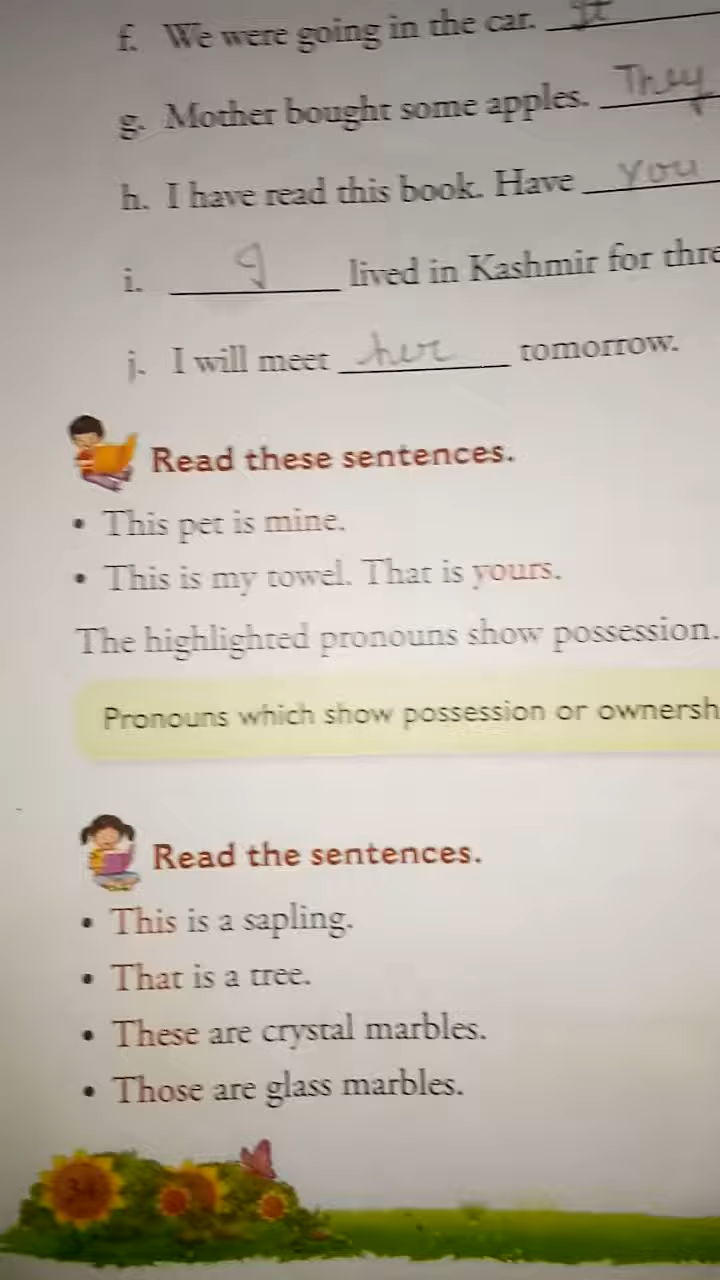 f. We were going in the car. It
g. Mother bought some apples. They
h. I have read this book. Have you
i. I lived in Kashmir for thre
j. I will meet her tomorrow.
Read these sentences.
• This pet is mine.
• This is my towel. That is yours.
The highlighted pronouns show possession.
Pronouns which show possession or ownersh
Read the sentences.
• This is a sapling.
• That is a tree.
• These are crystal marbles.
• Those are glass marbles.
34